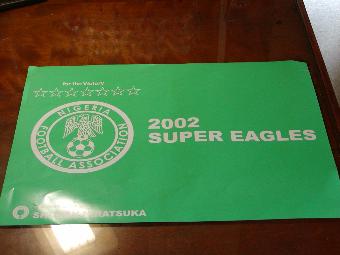 for the Victory
NIGERIA
FOOTBALL ASSOCIATION
2002
SUPER EAGLES